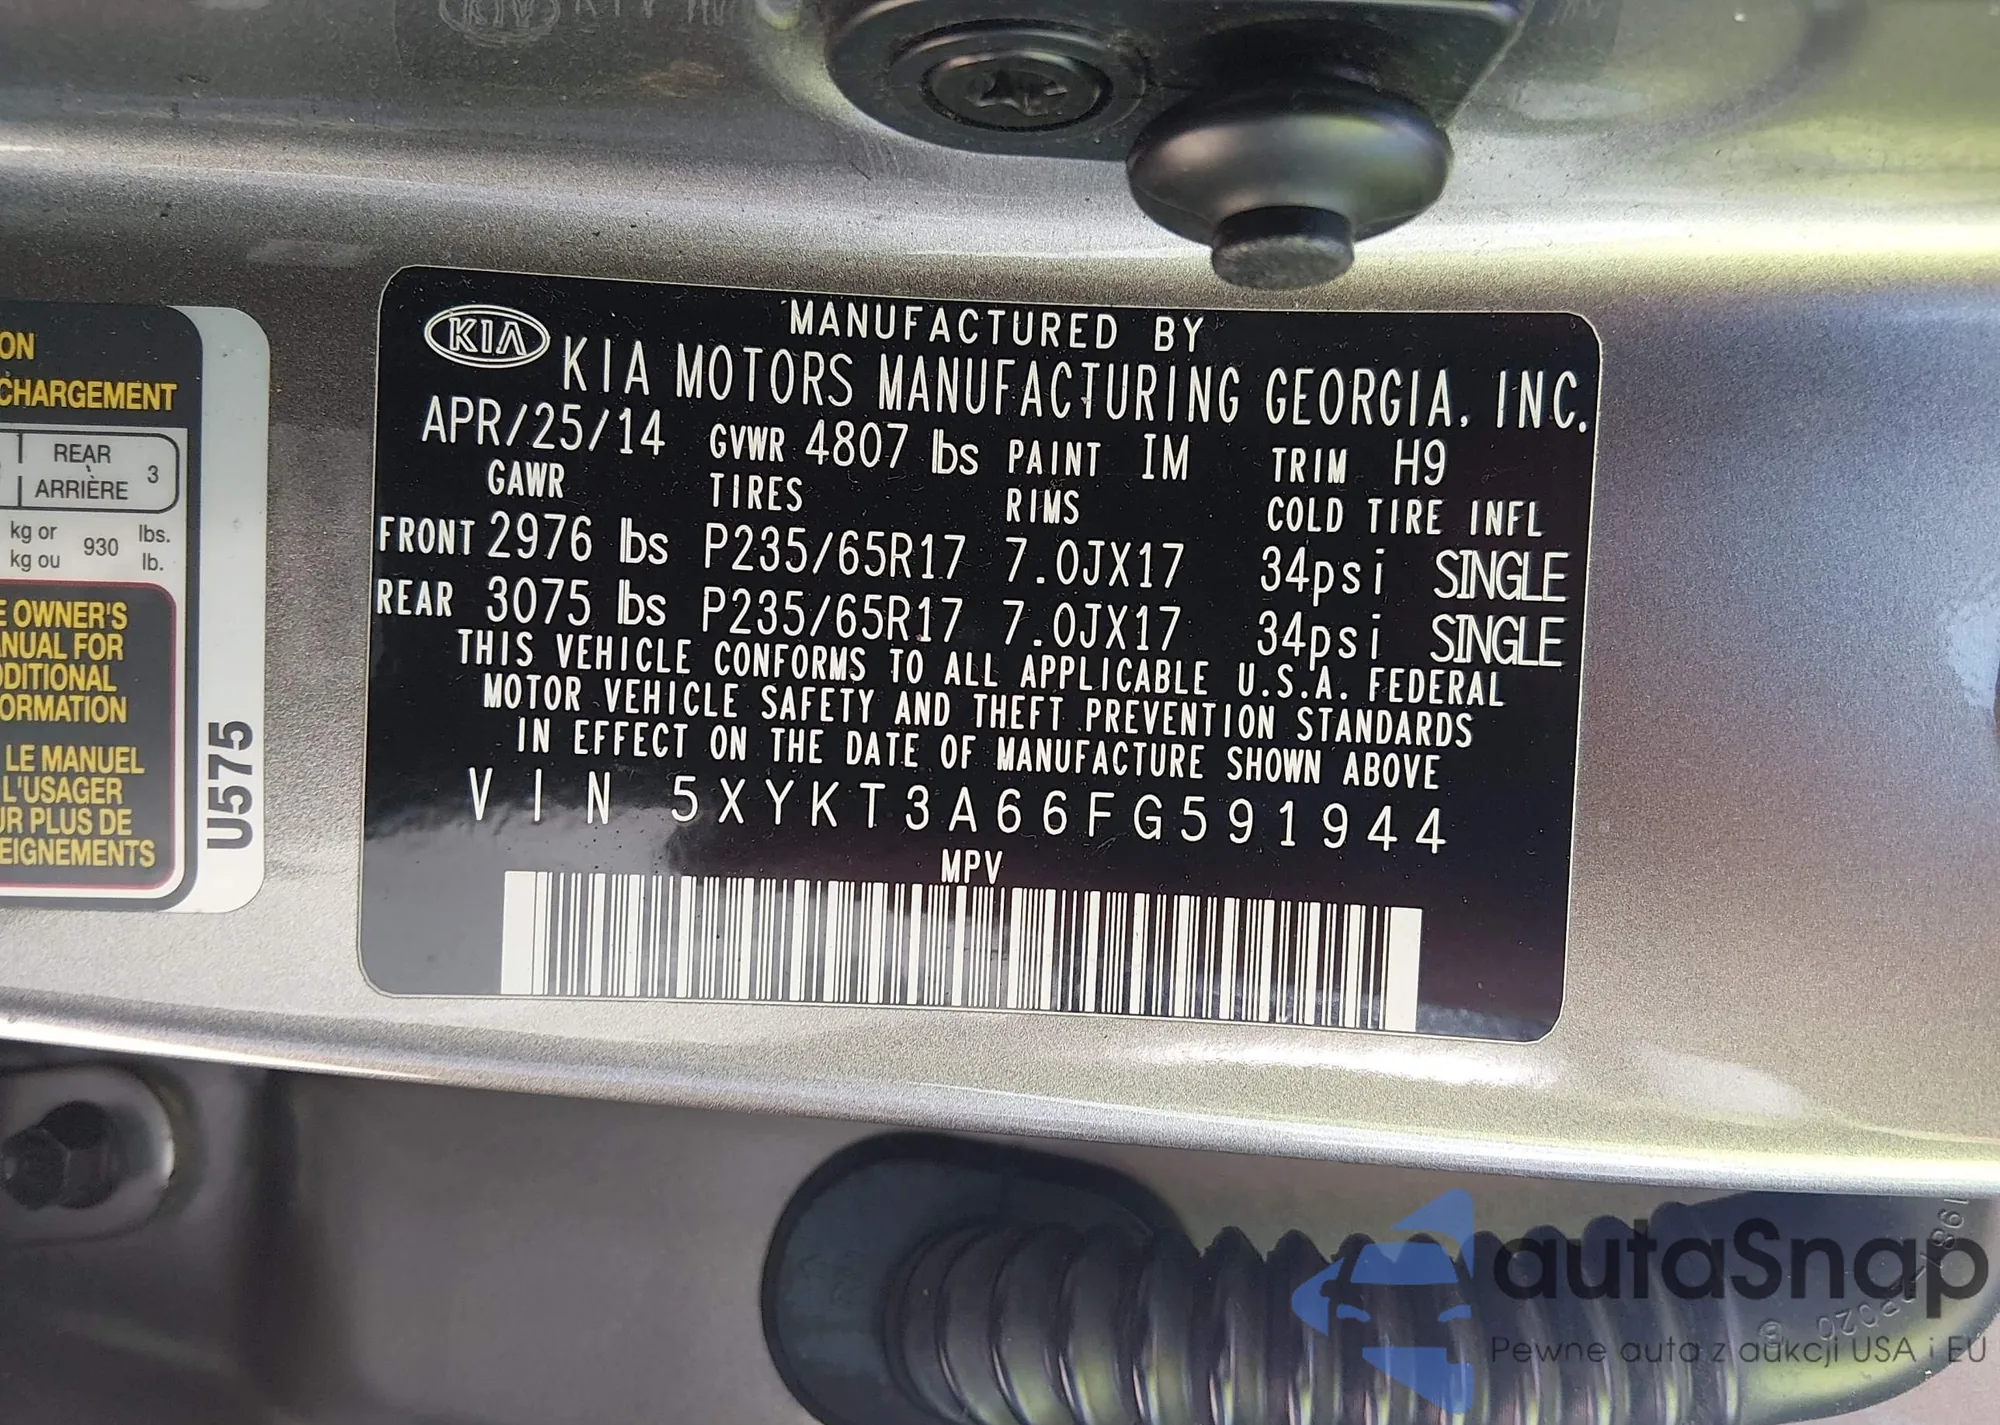 KIA
MANUFACTURED BY
KIA MOTORS MANUFACTURING GEORGIA, INC.
APR/25/14 GVWR 4807 lbs PAINT IM TRIM H9
GAWR TIRES RIMS COLD TIRE INFL
FRONT 2976 lbs P235/65R17 7.0JX17 34psi SINGLE
REAR 3075 lbs P235/65R17 7.0JX17 34psi SINGLE
THIS VEHICLE CONFORMS TO ALL APPLICABLE U.S.A. FEDERAL
MOTOR VEHICLE SAFETY AND THEFT PREVENTION STANDARDS
IN EFFECT ON THE DATE OF MANUFACTURE SHOWN ABOVE
VIN 5XYKT3A66FG591944
MPV
ON
CHARGEMENT
REAR
ARRIÈRE 3
kg or lbs.
930
kg ou lb.
E OWNER'S
ANUAL FOR
DDITIONAL
ORMATION
LE MANUEL
L'USAGER
UR PLUS DE
EIGNEMENTS
U575
autaSnap
Pewne auta z aukcji USA i EU